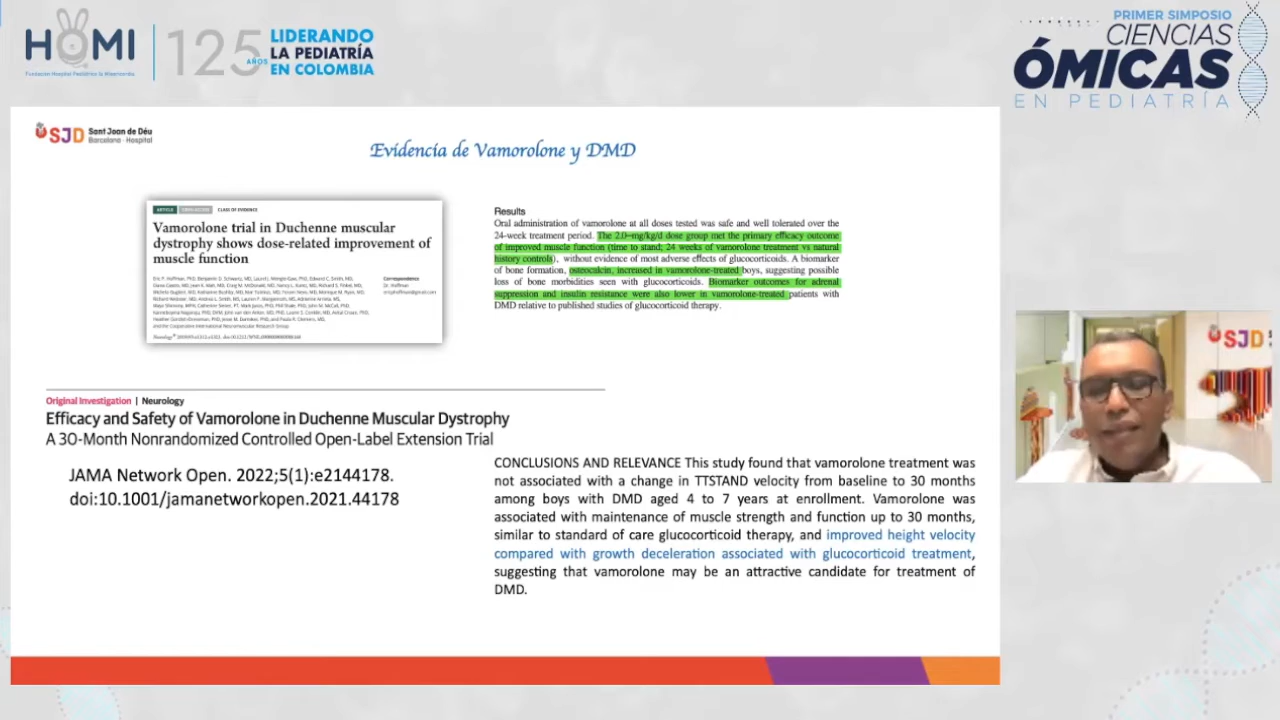 HOMI
Fundación Hospital Pediátrico la Misericordia
125 AÑOS
LIDERANDO
LA PEDIATRÍA
EN COLOMBIA
PRIMER SIMPOSIO
CIENCIAS
ÓMICAS
EN PEDIATRÍA
SJD Sant Joan de Déu
Barcelona · Hospital
Evidencia de Vamorolone y DMD
ARTICLE OPEN ACCESS CLASS OF EVIDENCE
Vamorolone trial in Duchenne muscular
dystrophy shows dose-related improvement of
muscle function
Correspondence
Dr. Hoffman
and the Cooperative International Neuromuscular Research Group
Results
Oral administration of vamorolone at all doses tested was safe and well tolerated over the
24-week treatment period. The 2.0–mg/kg/d dose group met the primary efficacy outcome
of improved muscle function (time to stand; 24 weeks of vamorolone treatment vs natural
history controls), without evidence of most adverse effects of glucocorticoids. A biomarker
of bone formation, osteocalcin, increased in vamorolone-treated boys, suggesting possible
loss of bone morbidities seen with glucocorticoids. Biomarker outcomes for adrenal
suppression and insulin resistance were also lower in vamorolone-treated patients with
DMD relative to published studies of glucocorticoid therapy.
Original Investigation | Neurology
Efficacy and Safety of Vamorolone in Duchenne Muscular Dystrophy
A 30-Month Nonrandomized Controlled Open-Label Extension Trial
JAMA Network Open. 2022;5(1):e2144178.
doi:10.1001/jamanetworkopen.2021.44178
CONCLUSIONS AND RELEVANCE This study found that vamorolone treatment was
not associated with a change in TTSTAND velocity from baseline to 30 months
among boys with DMD aged 4 to 7 years at enrollment. Vamorolone was
associated with maintenance of muscle strength and function up to 30 months,
similar to standard of care glucocorticoid therapy, and improved height velocity
compared with growth deceleration associated with glucocorticoid treatment,
suggesting that vamorolone may be an attractive candidate for treatment of
DMD.
SJD